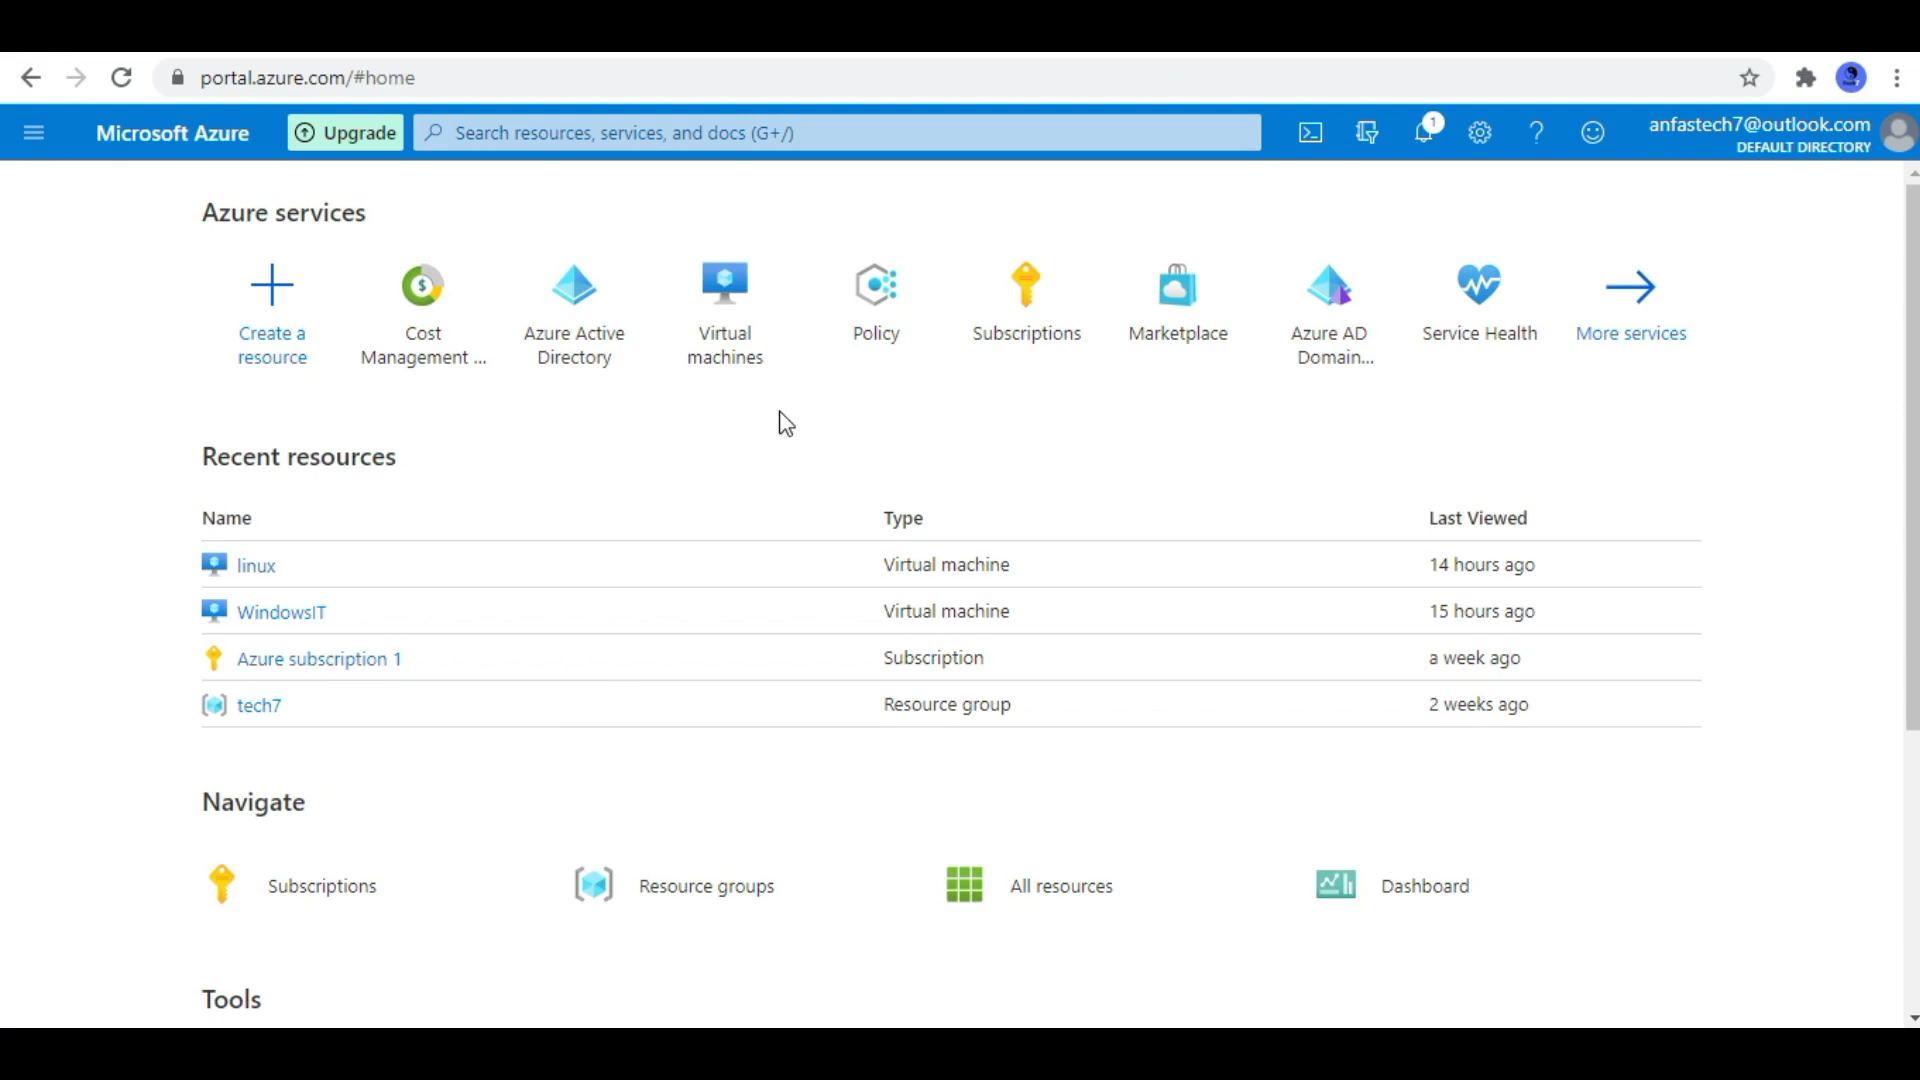 portal.azure.com/#home
Microsoft Azure
Upgrade
Search resources, services, and docs (G+/)
1
anfastech7@outlook.com
DEFAULT DIRECTORY
Azure services
Create a
resource
Cost
Management ...
Azure Active
Directory
Virtual
machines
Policy
Subscriptions
Marketplace
Azure AD
Domain...
Service Health
More services
Recent resources
Name Type Last Viewed
linux Virtual machine 14 hours ago
WindowsIT Virtual machine 15 hours ago
Azure subscription 1 Subscription a week ago
tech7 Resource group 2 weeks ago
Navigate
Subscriptions Resource groups All resources Dashboard
Tools